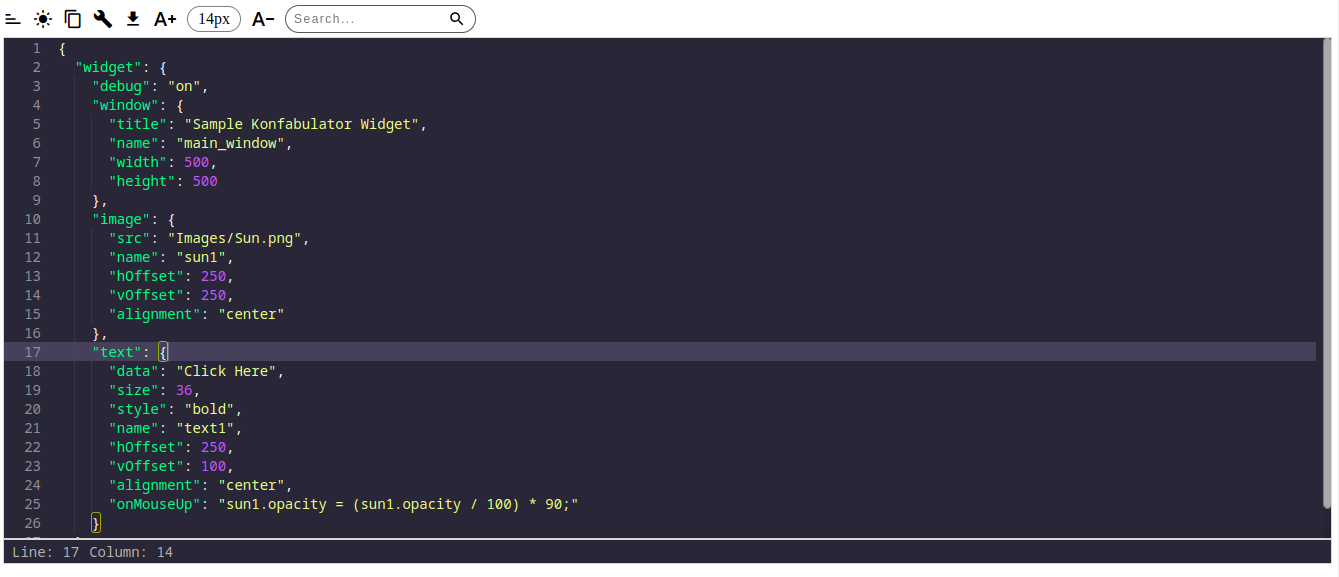 A+ 14px A− Search...
1 {
2   "widget": {
3     "debug": "on",
4     "window": {
5       "title": "Sample Konfabulator Widget",
6       "name": "main_window",
7       "width": 500,
8       "height": 500
9     },
10     "image": {
11       "src": "Images/Sun.png",
12       "name": "sun1",
13       "hOffset": 250,
14       "vOffset": 250,
15       "alignment": "center"
16     },
17     "text": {
18       "data": "Click Here",
19       "size": 36,
20       "style": "bold",
21       "name": "text1",
22       "hOffset": 250,
23       "vOffset": 100,
24       "alignment": "center",
25       "onMouseUp": "sun1.opacity = (sun1.opacity / 100) * 90;"
26     }
Line: 17 Column: 14